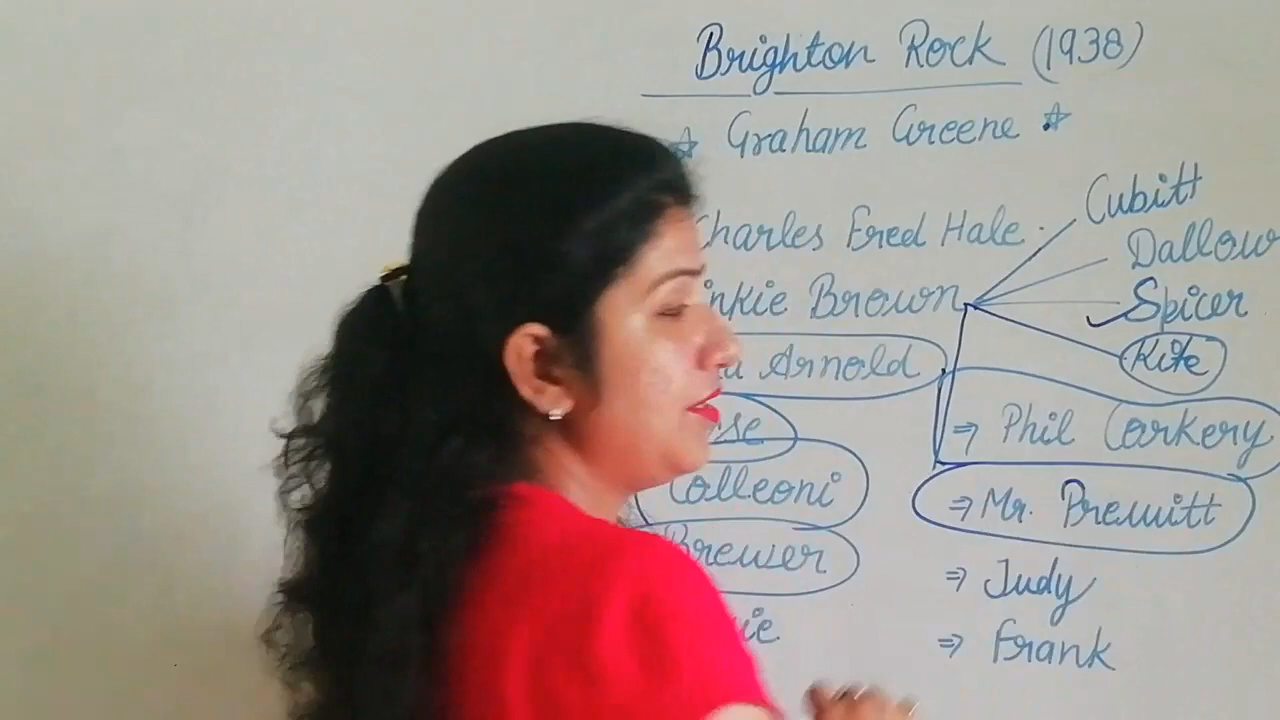 Brighton Rock (1938)
Graham Greene
Charles Fred Hale
Cubitt
Dallow
Brown
Spicer
Kite
Arnold
⇒ Phil Corkery
Colleoni
⇒ Mr. Prewitt
Brewer
⇒ Judy
⇒ Frank